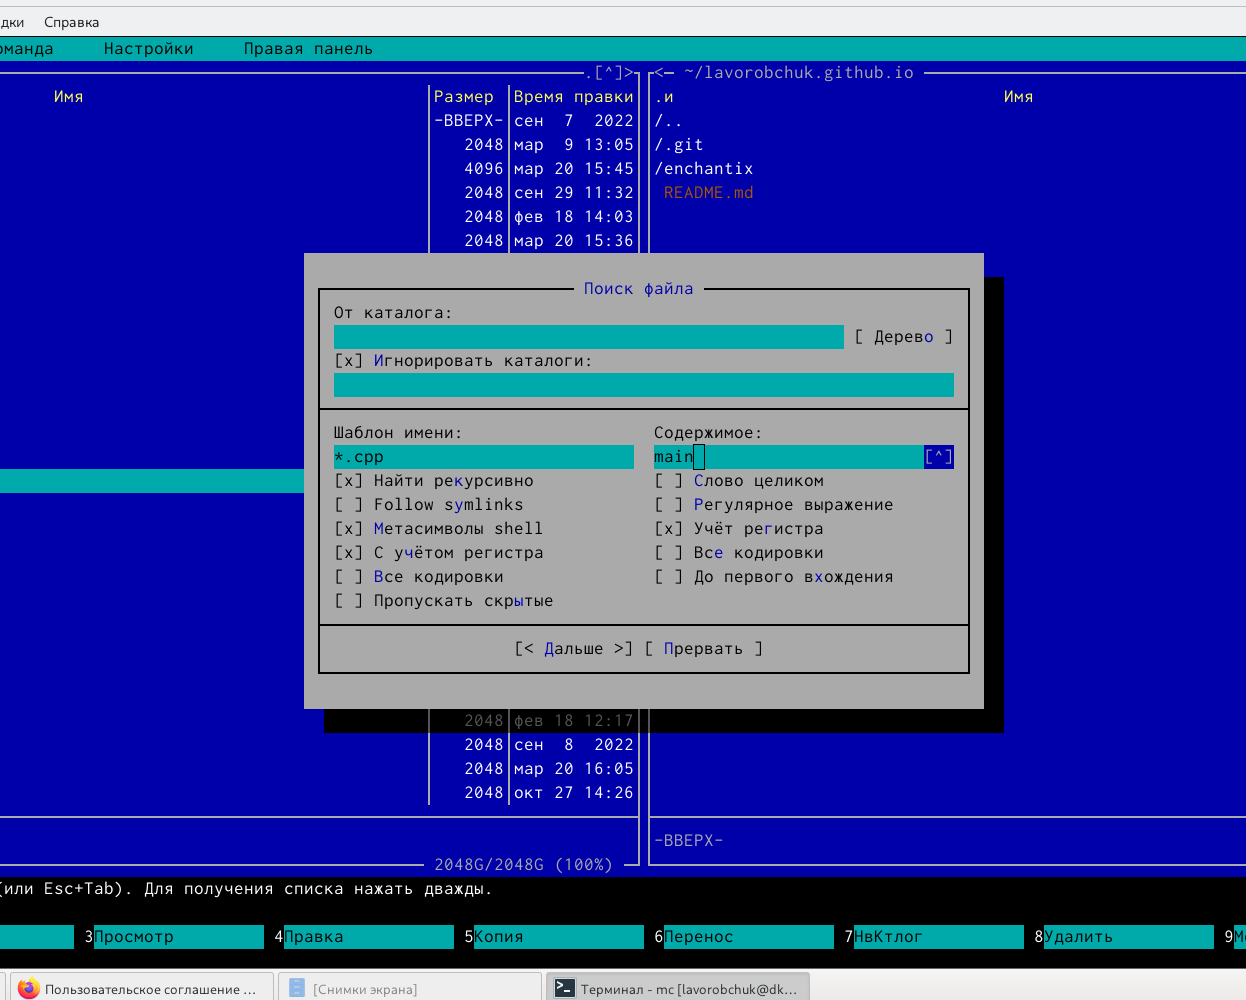 дки Справка
оманда Настройки Правая панель
.[^]> <─ ~/lavorobchuk.github.io
Имя Размер Время правки .и Имя
-ВВЕРХ- сен 7 2022 /..
2048 мар 9 13:05 /.git
4096 мар 20 15:45 /enchantix
2048 сен 29 11:32 README.md
2048 фев 18 14:03
2048 мар 20 15:36
Поиск файла
От каталога:
[ Дерево ]
[x] Игнорировать каталоги:
Шаблон имени: Содержимое:
*.cpp main [^]
[x] Найти рекурсивно [ ] Слово целиком
[ ] Follow symlinks [ ] Регулярное выражение
[x] Метасимволы shell [x] Учёт регистра
[x] С учётом регистра [ ] Все кодировки
[ ] Все кодировки [ ] До первого вхождения
[ ] Пропускать скрытые
[< Дальше >] [ Прервать ]
2048 фев 18 12:17
2048 сен 8 2022
2048 мар 20 16:05
2048 окт 27 14:26
-ВВЕРХ-
2048G/2048G (100%)
(или Esc+Tab). Для получения списка нажать дважды.
3Просмотр 4Правка 5Копия 6Перенос 7НвКтлог 8Удалить 9М
Пользовательское соглашение ... [Снимки экрана] Терминал - mc [lavorobchuk@dk...